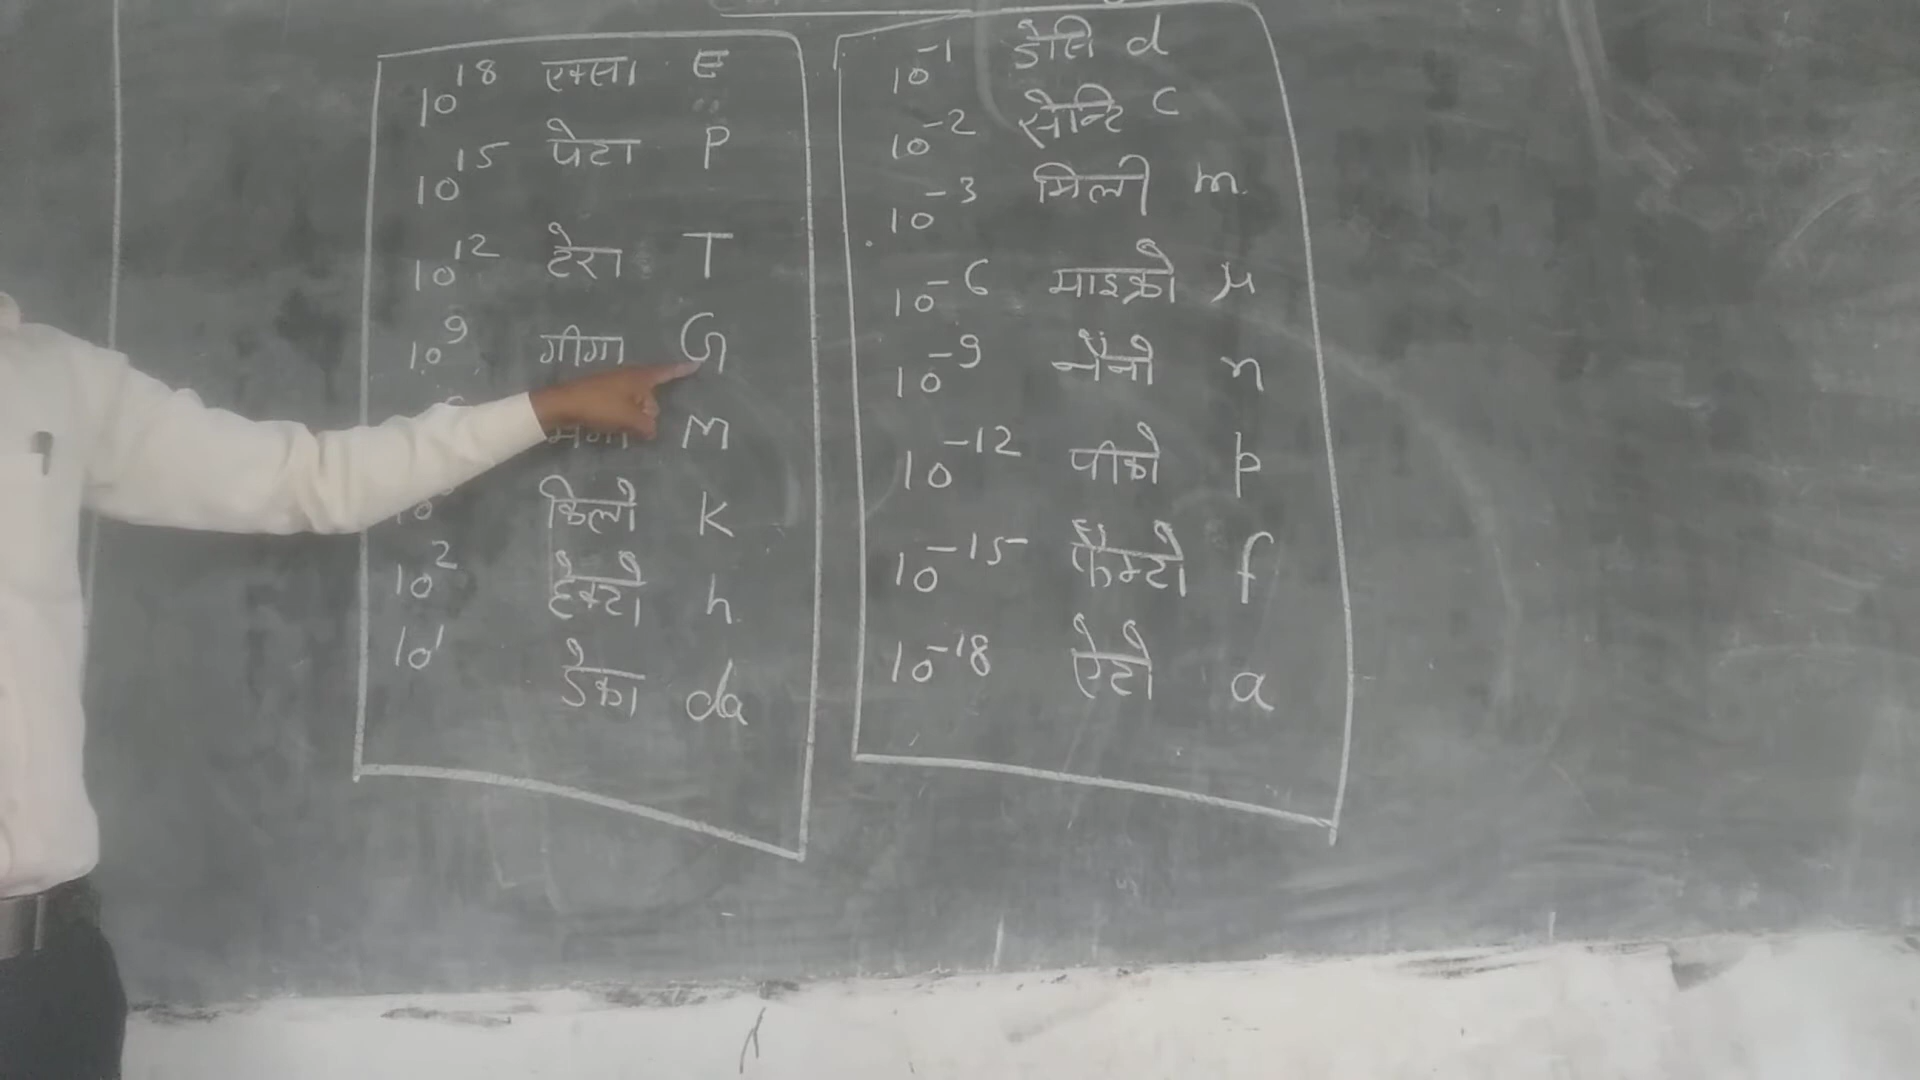 10^18 एक्सा E
10^15 पेटा P
10^12 टेरा T
10^9 गीगा G
M
किलो K
10^2 हेक्टो h
10^1 डेका da
10^-1 डेसि d
10^-2 सेन्टि c
10^-3 मिली m
10^-6 माइक्रो μ
10^-9 नैनो n
10^-12 पीको p
10^-15 फैम्टो f
10^-18 ऐटो a